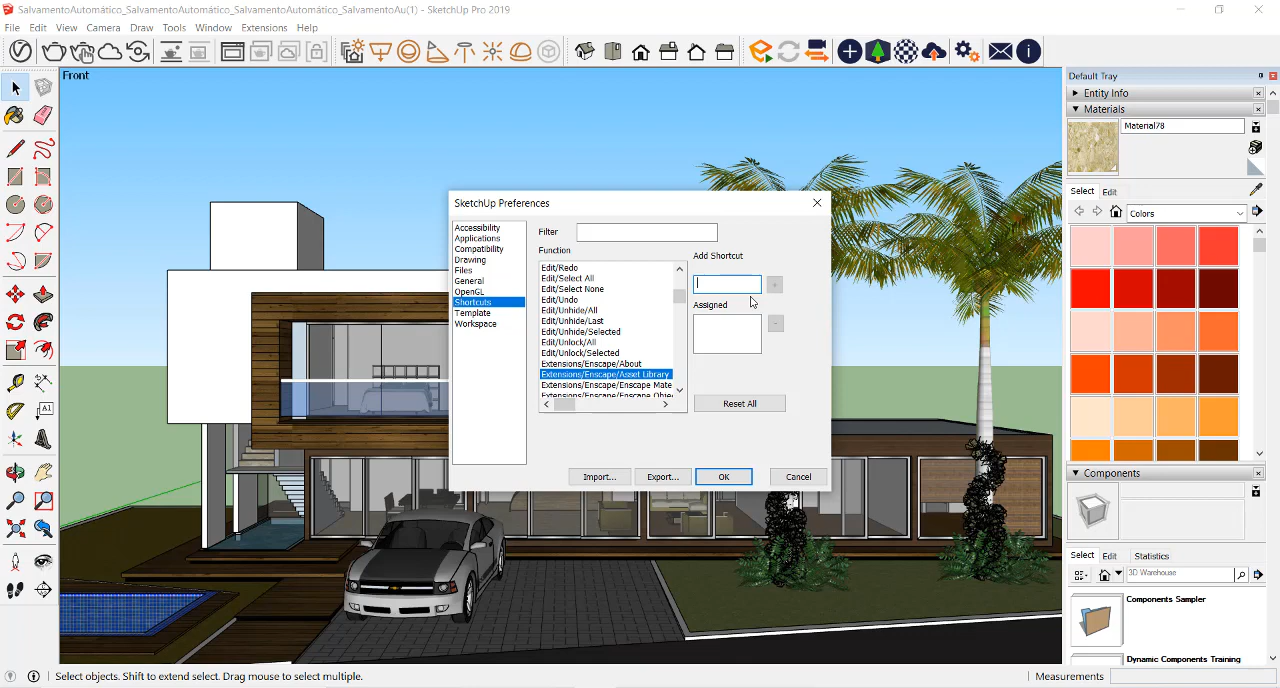 SalvamentoAutomático_SalvamentoAutomático_SalvamentoAutomático_SalvamentoAu(1) - SketchUp Pro 2019
File Edit View Camera Draw Tools Window Extensions Help
Front
Default Tray
Entity Info
Materials
Material78
Select Edit
Colors
SketchUp Preferences
Accessibility
Applications
Compatibility
Drawing
Files
General
OpenGL
Shortcuts
Template
Workspace
Filter
Function
Edit/Redo
Edit/Select All
Edit/Select None
Edit/Undo
Edit/Unhide/All
Edit/Unhide/Last
Edit/Unhide/Selected
Edit/Unlock/All
Edit/Unlock/Selected
Extensions/Enscape/About
Extensions/Enscape/Asset Library
Extensions/Enscape/Enscape Mate
Extensions/Enscape/Enscape Obje
Add Shortcut
+
Assigned
-
Reset All
Import... Export... OK Cancel
Components
Select Edit Statistics
3D Warehouse
Components Sampler
Dynamic Components Training
A1
Select objects. Shift to extend select. Drag mouse to select multiple.
Measurements